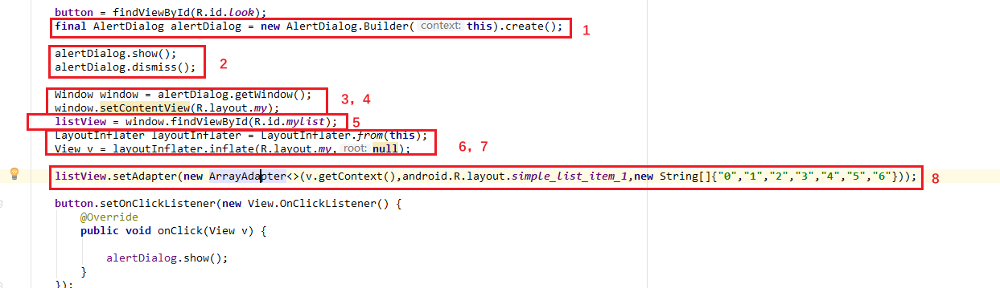 button = findViewById(R.id.look);
final AlertDialog alertDialog = new AlertDialog.Builder( context: this).create();
1
alertDialog.show();
alertDialog.dismiss();
2
Window window = alertDialog.getWindow();
window.setContentView(R.layout.my);
3，4
listView = window.findViewById(R.id.mylist);
5
LayoutInflater layoutInflater = LayoutInflater.from(this);
View v = layoutInflater.inflate(R.layout.my, root: null);
6，7
listView.setAdapter(new ArrayAdapter<>(v.getContext(),android.R.layout.simple_list_item_1,new String[]{"0","1","2","3","4","5","6"}));
8
button.setOnClickListener(new View.OnClickListener() {
@Override
public void onClick(View v) {
alertDialog.show();
}
});